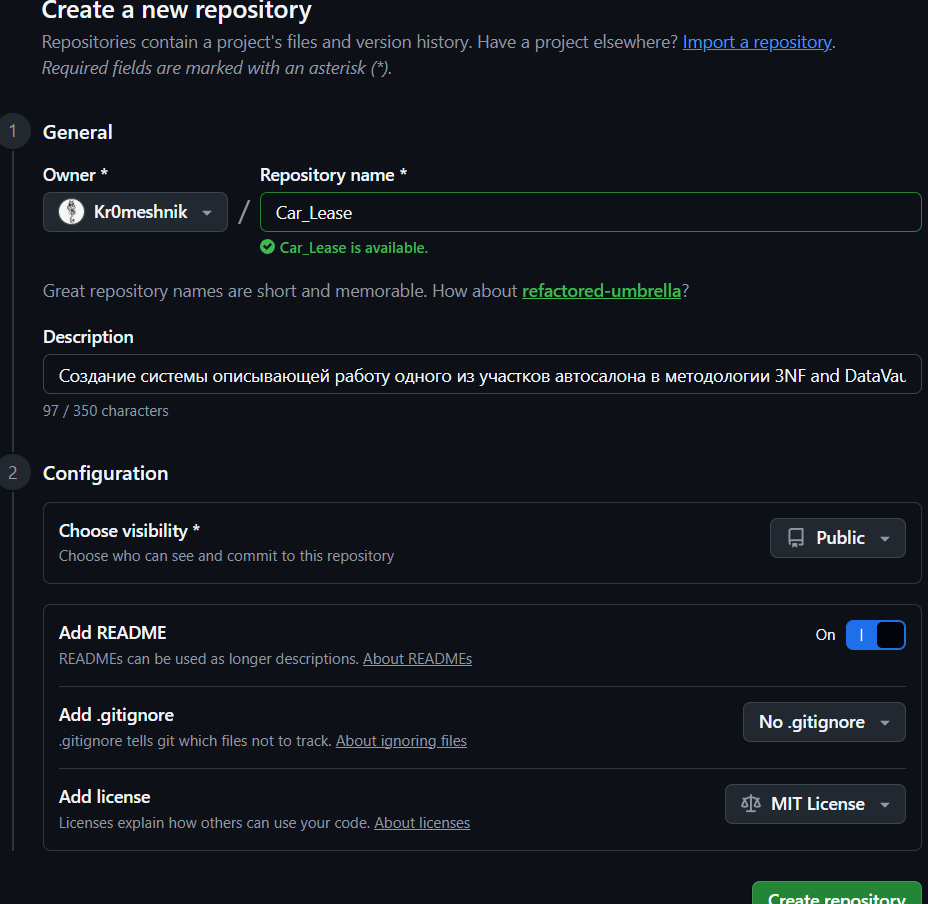 Create a new repository
Repositories contain a project's files and version history. Have a project elsewhere? Import a repository.
Required fields are marked with an asterisk (*).
1
General
Owner *
Repository name *
Kr0meshnik
/
Car_Lease
Car_Lease is available.
Great repository names are short and memorable. How about refactored-umbrella?
Description
Создание системы описывающей работу одного из участков автосалона в методологии 3NF and DataVau
97 / 350 characters
2
Configuration
Choose visibility *
Choose who can see and commit to this repository
Public
Add README
READMEs can be used as longer descriptions. About READMEs
On
Add .gitignore
.gitignore tells git which files not to track. About ignoring files
No .gitignore
Add license
Licenses explain how others can use your code. About licenses
MIT License
Create repository